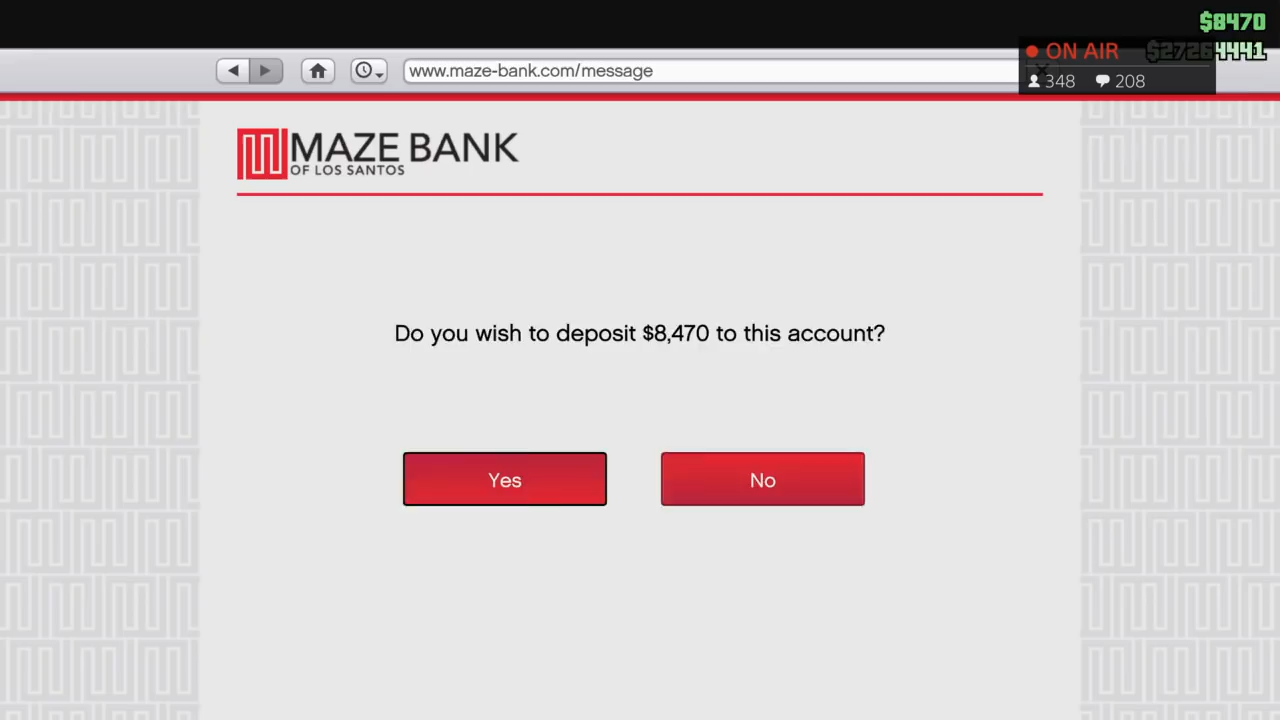 $8470
ON AIR
$27264441
348 208
www.maze-bank.com/message
MAZE BANK
OF LOS SANTOS
Do you wish to deposit $8,470 to this account?
Yes No